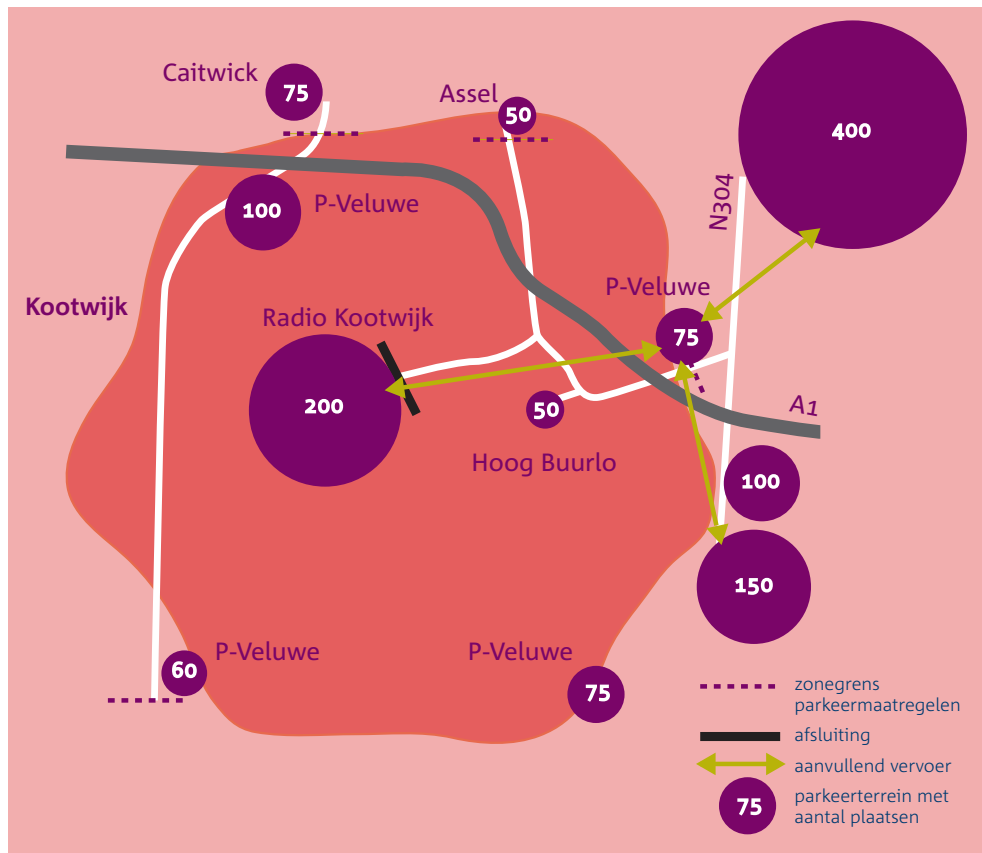 Caitwick
75
Assel
50
400
N304
100
P-Veluwe
Kootwijk
P-Veluwe
75
Radio Kootwijk
200
50
Hoog Buurlo
A1
100
150
60
P-Veluwe
P-Veluwe
75
zonegrens
parkeermaatregelen
afsluiting
aanvullend vervoer
75
parkeerterrein met
aantal plaatsen